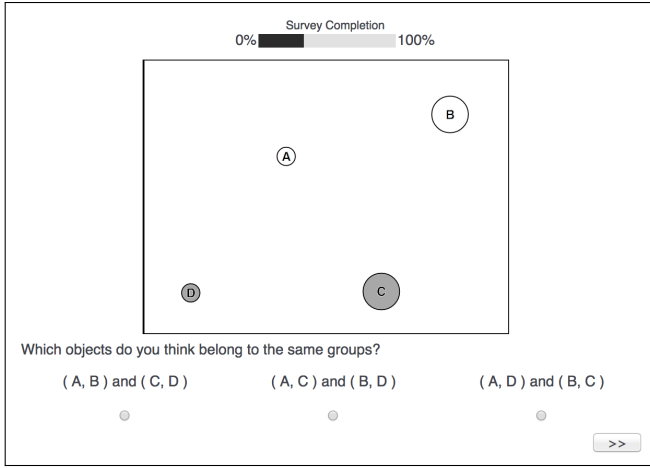 Survey Completion
0% 100%
B
A
D
C
Which objects do you think belong to the same groups?
( A, B ) and ( C, D ) ( A, C ) and ( B, D ) ( A, D ) and ( B, C )
>>